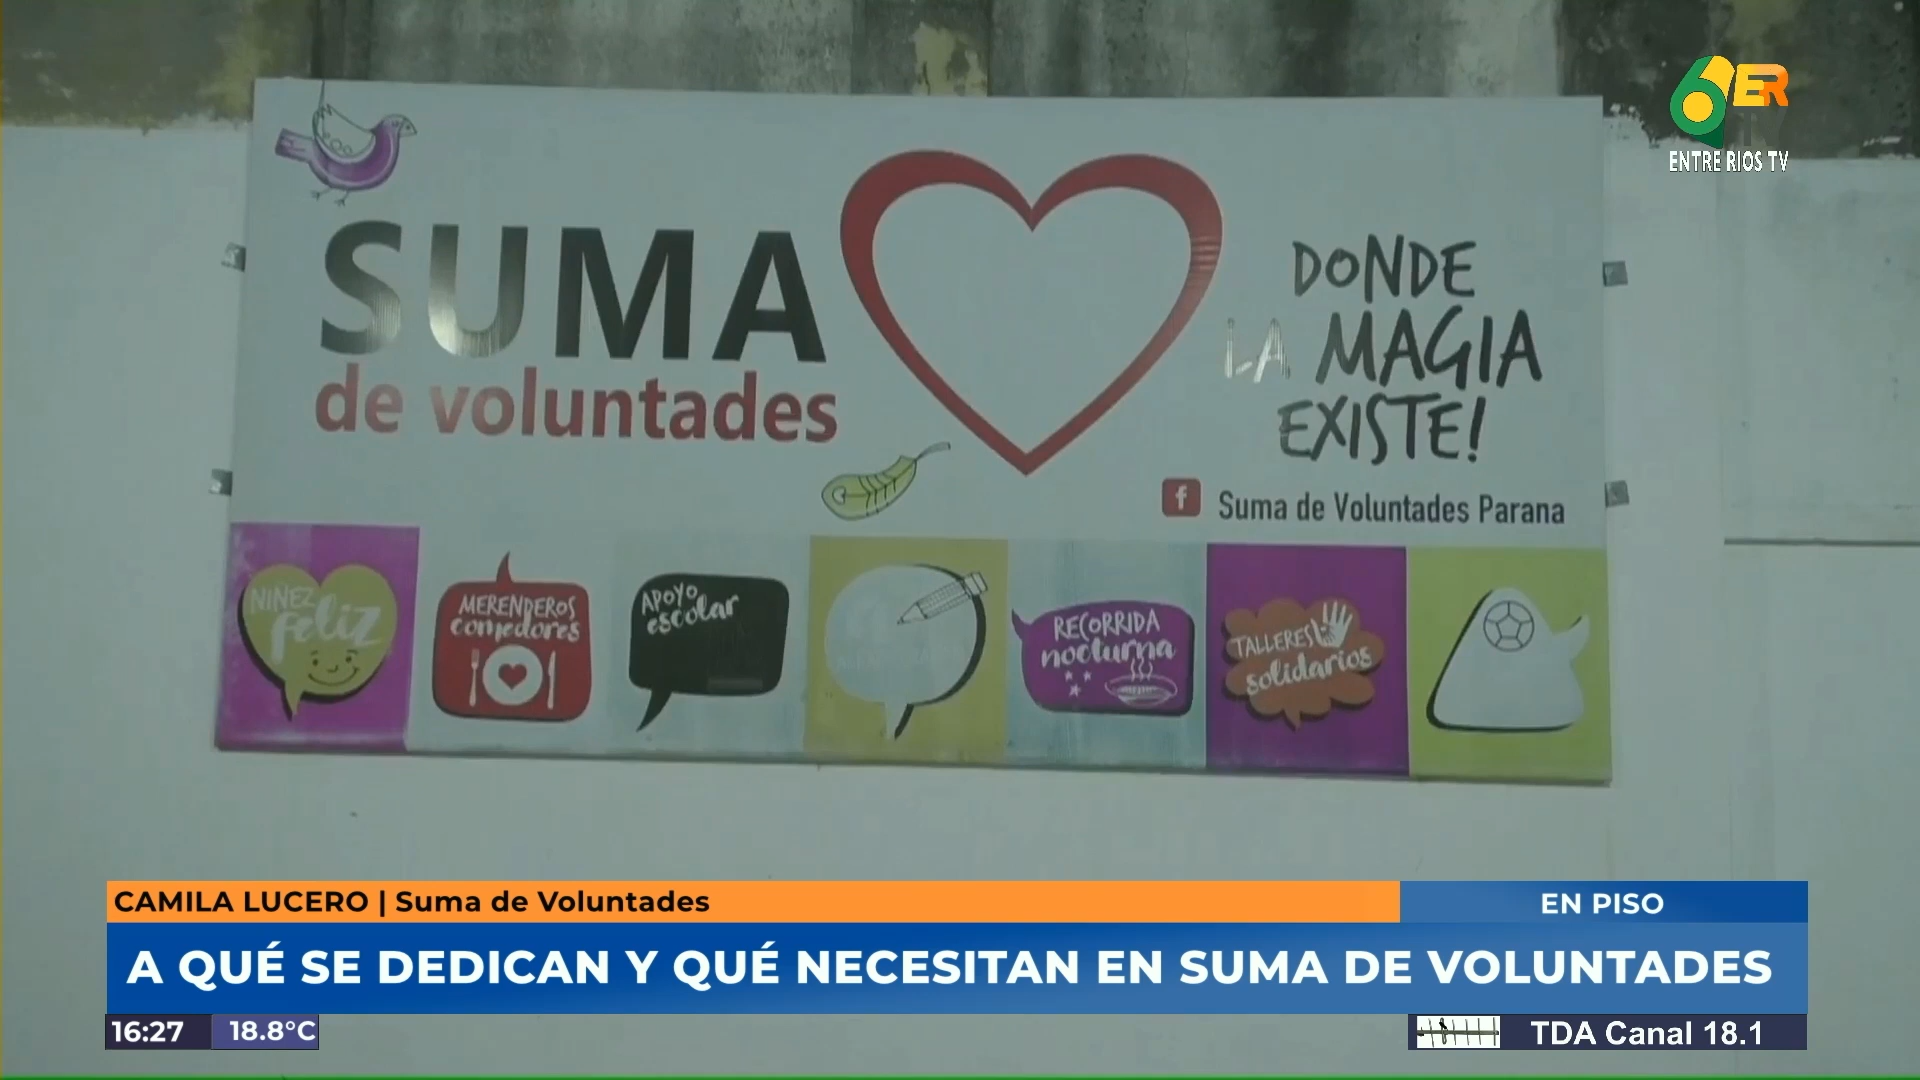 6ER
ENTRE RIOS TV
SUMA
de voluntades
DONDE
LA MAGIA
EXISTE!
f Suma de Voluntades Parana
NIÑEZ
feliz
MERENDEROS
comedores
APOYO
escolar
RECORRIDA
nocturna
TALLERES
solidarios
CAMILA LUCERO | Suma de Voluntades
EN PISO
A QUÉ SE DEDICAN Y QUÉ NECESITAN EN SUMA DE VOLUNTADES
16:27
18.8°C
TDA Canal 18.1